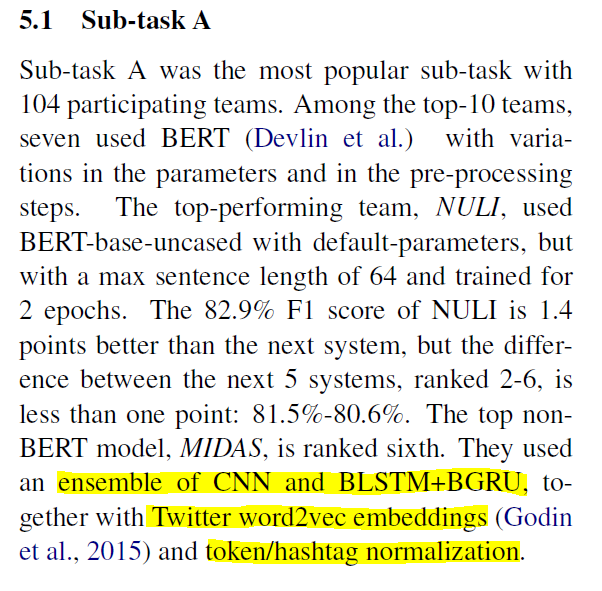 5.1 Sub-task A
Sub-task A was the most popular sub-task with
104 participating teams. Among the top-10 teams,
seven used BERT (Devlin et al.) with varia-
tions in the parameters and in the pre-processing
steps. The top-performing team, NULI, used
BERT-base-uncased with default-parameters, but
with a max sentence length of 64 and trained for
2 epochs. The 82.9% F1 score of NULI is 1.4
points better than the next system, but the differ-
ence between the next 5 systems, ranked 2-6, is
less than one point: 81.5%-80.6%. The top non-
BERT model, MIDAS, is ranked sixth. They used
an ensemble of CNN and BLSTM+BGRU, to-
gether with Twitter word2vec embeddings (Godin
et al., 2015) and token/hashtag normalization.